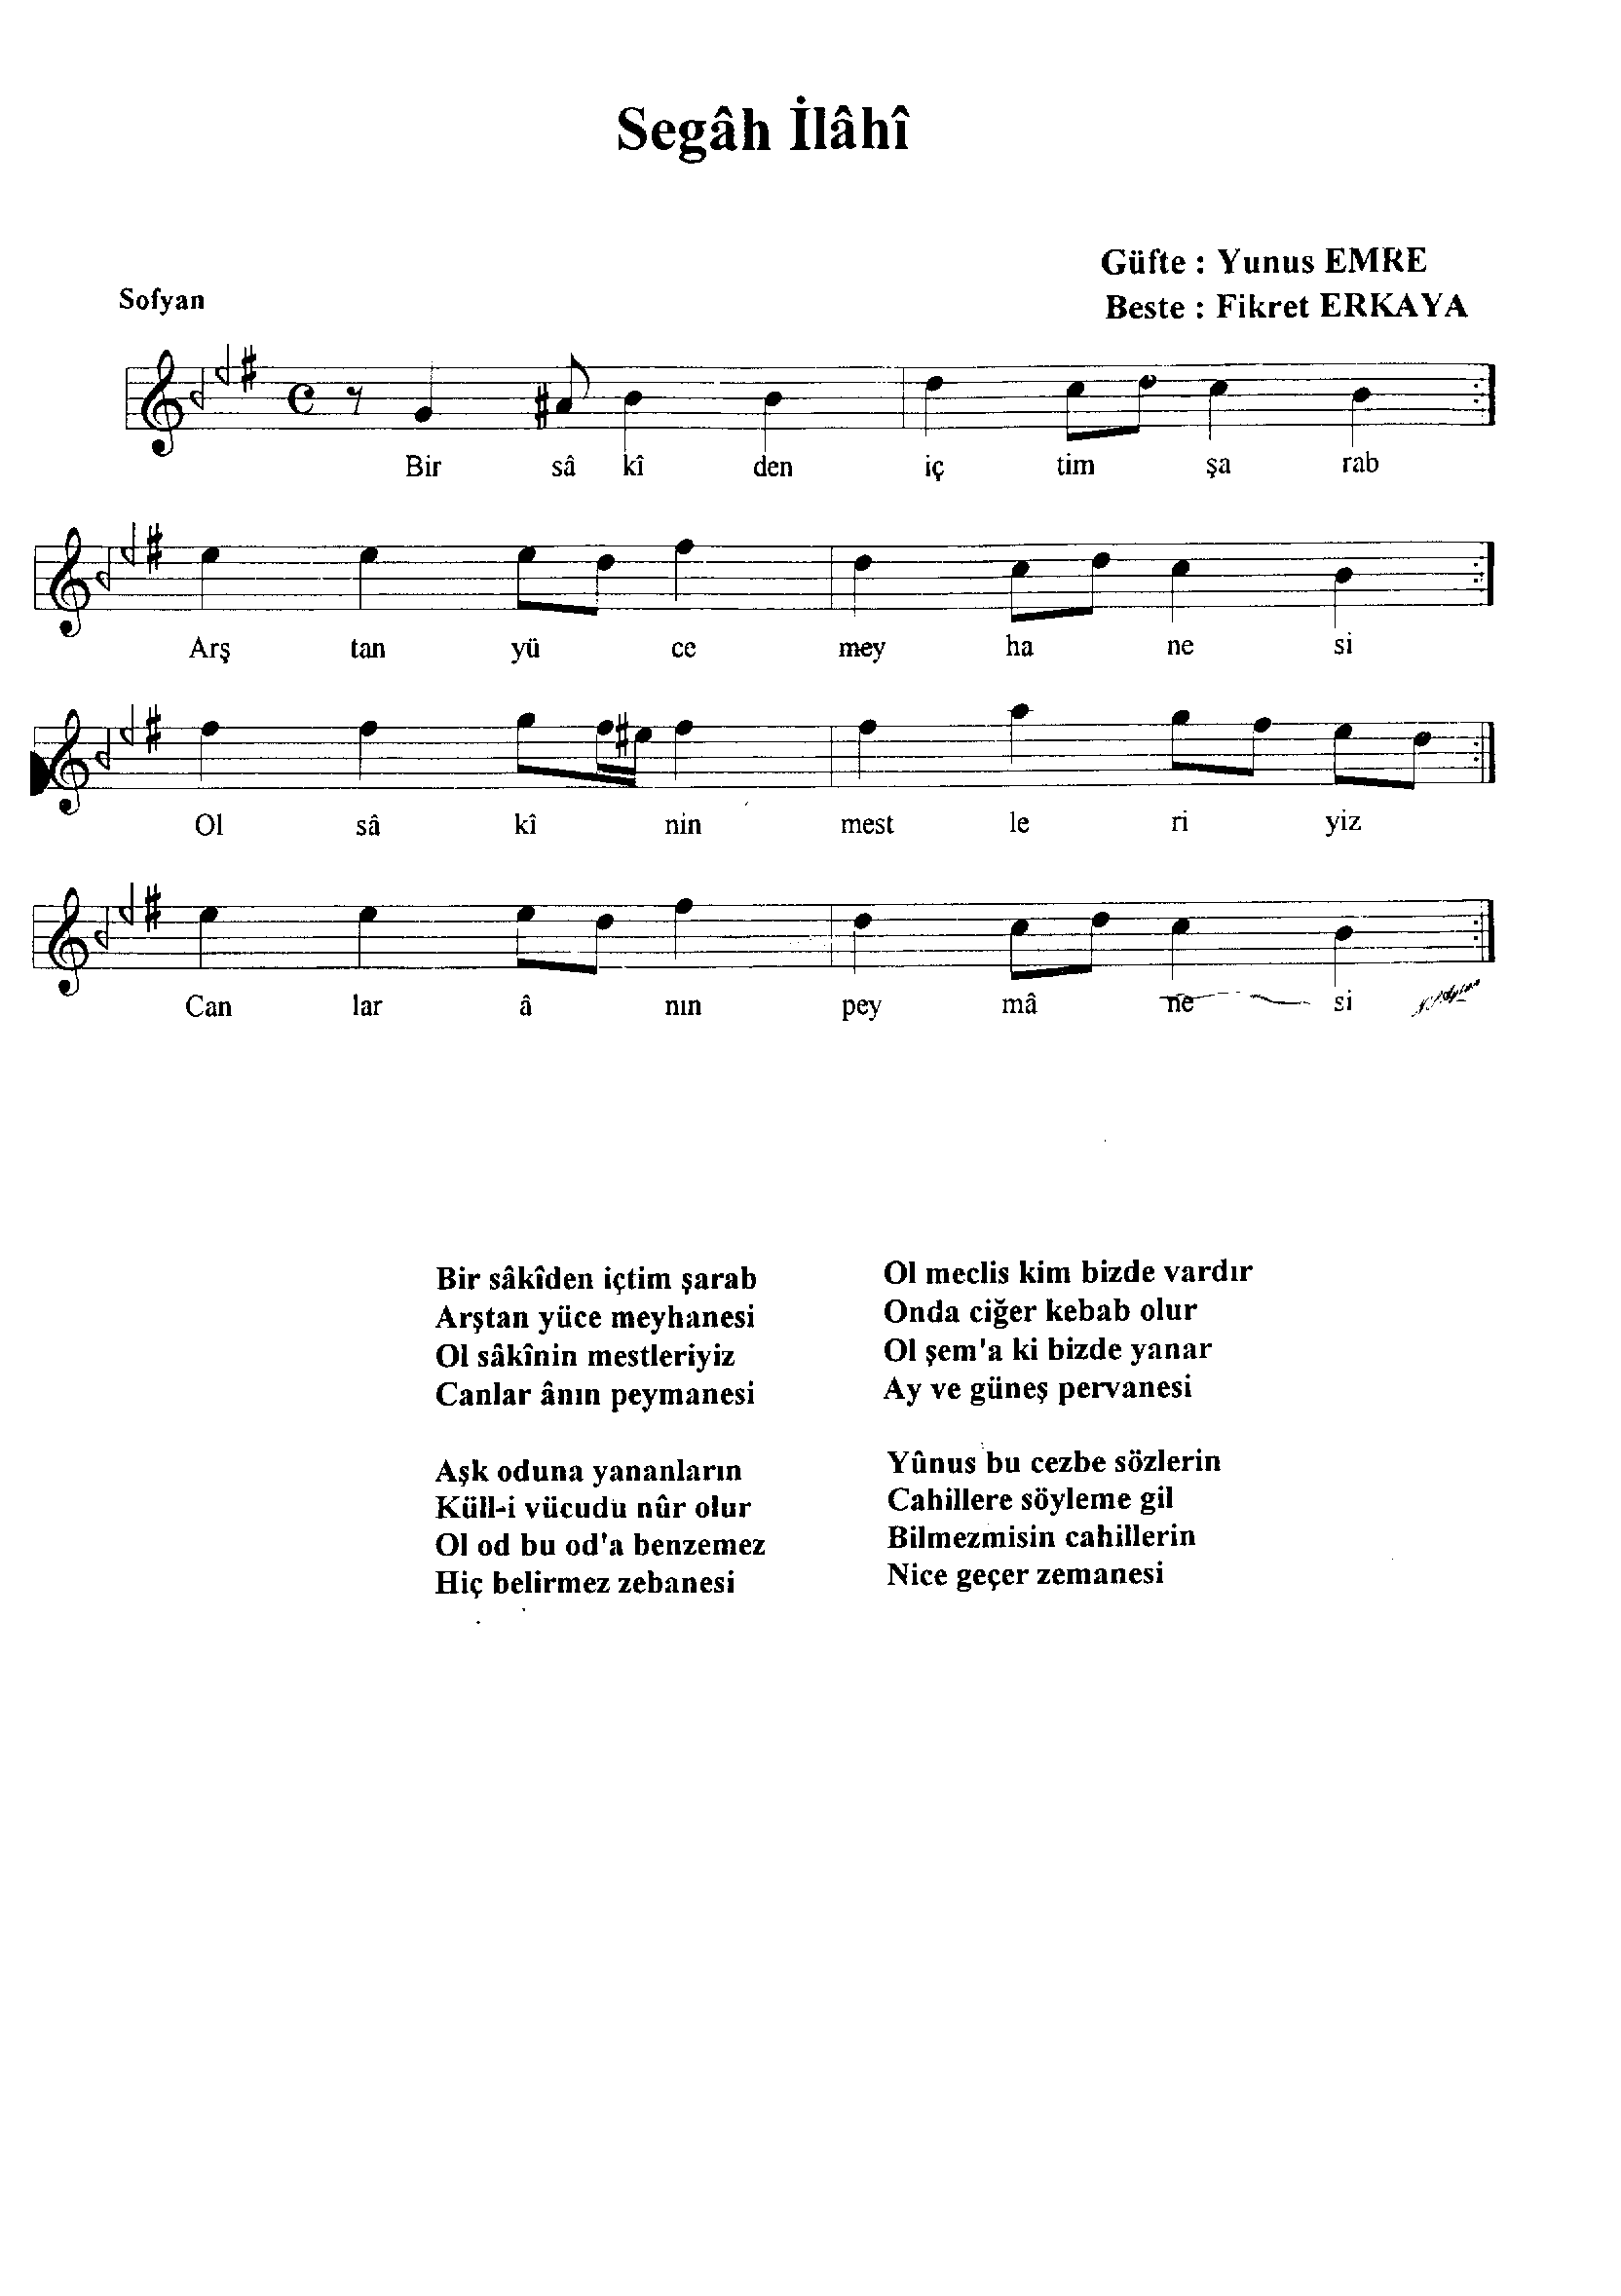 Segâh İlâhî
Güfte : Yunus EMRE
Sofyan
Beste : Fikret ERKAYA
Bir sâ kî den iç tim şa rab
Arş tan yü ce mey ha ne si
Ol sâ kî nin mest le ri yiz
Can lar â nın pey mâ ne si
Bir sâkîden içtim şarab
Arştan yüce meyhanesi
Ol sâkînin mestleriyiz
Canlar ânın peymanesi
Aşk oduna yananların
Küll-i vücudu nûr olur
Ol od bu od'a benzemez
Hiç belirmez zebanesi
Ol meclis kim bizde vardır
Onda ciğer kebab olur
Ol şem'a ki bizde yanar
Ay ve güneş pervanesi
Yûnus bu cezbe sözlerin
Cahillere söyleme gil
Bilmezmisin cahillerin
Nice geçer zemanesi